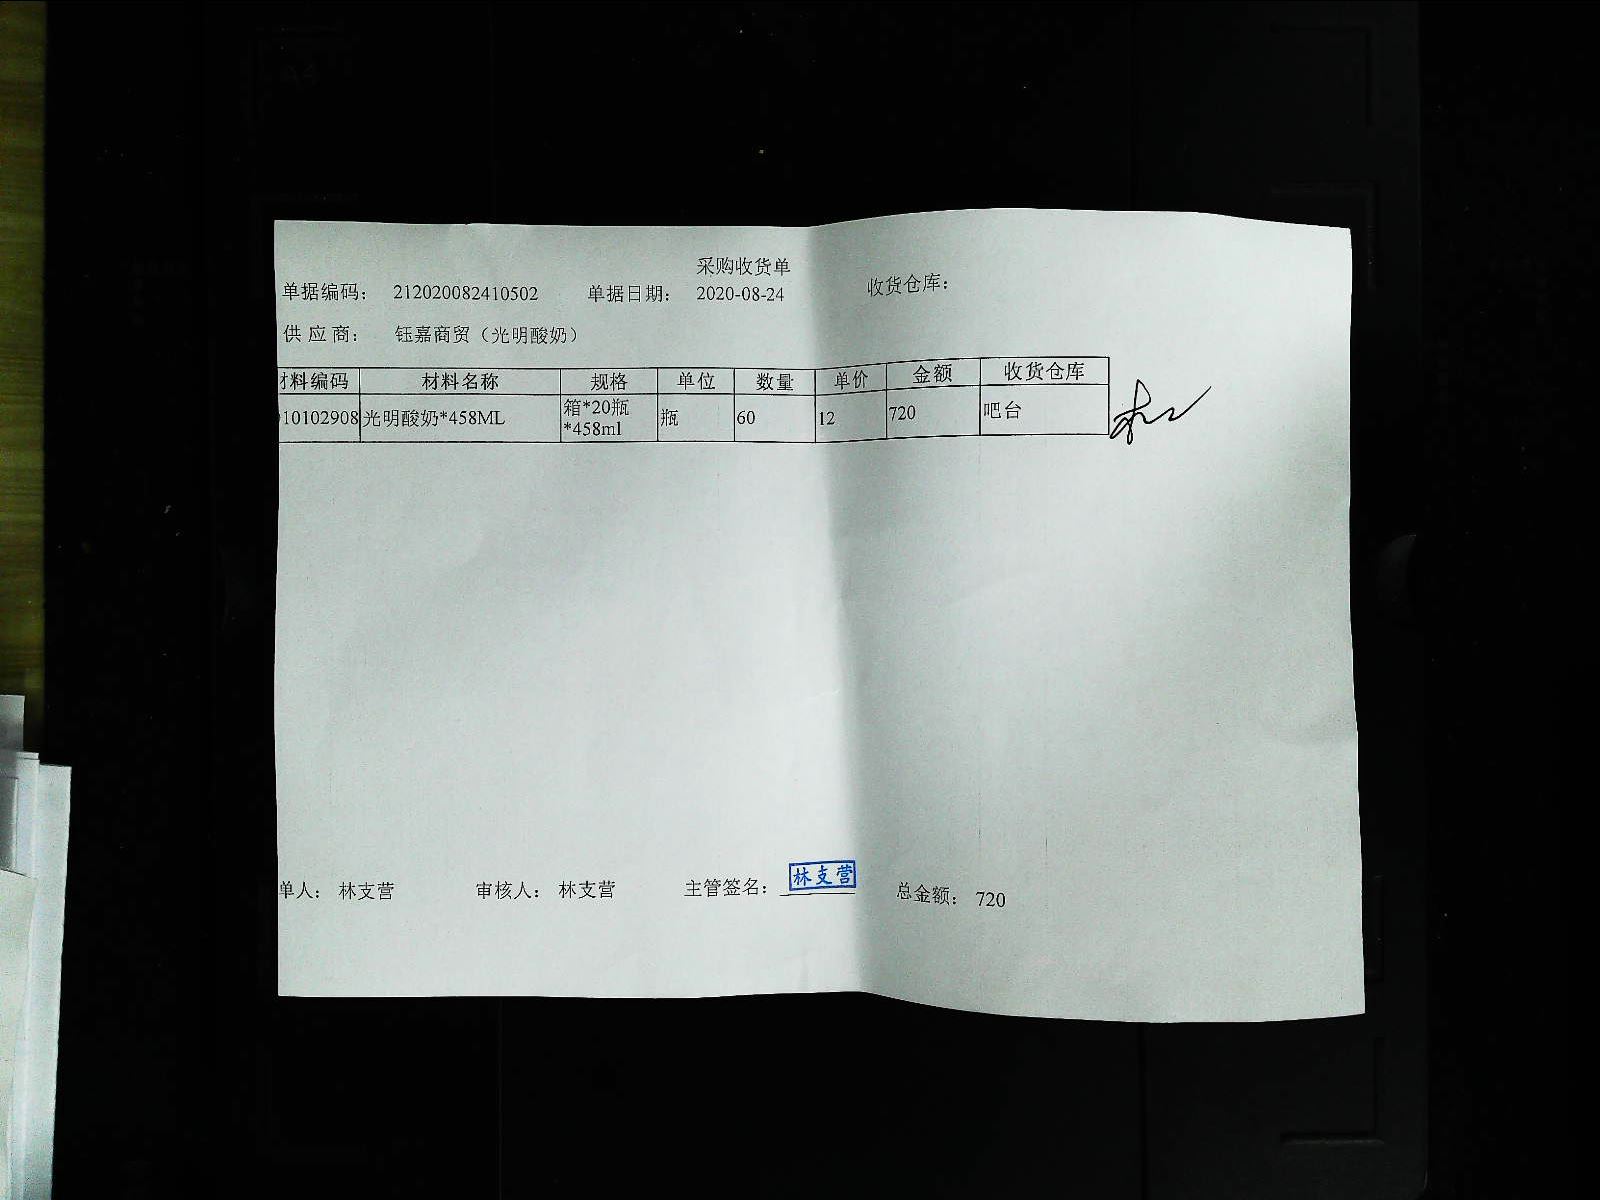 采购收货单
单据编码: 212020082410502 单据日期: 2020-08-24 收货仓库:
供应商: 钰嘉商贸（光明酸奶）
材料编码 材料名称 规格 单位 数量 单价 金额 收货仓库
10102908 光明酸奶*458ML 箱*20瓶*458ml 瓶 60 12 720 吧台
单人: 林支营 审核人: 林支营 主管签名: 林支营 总金额: 720